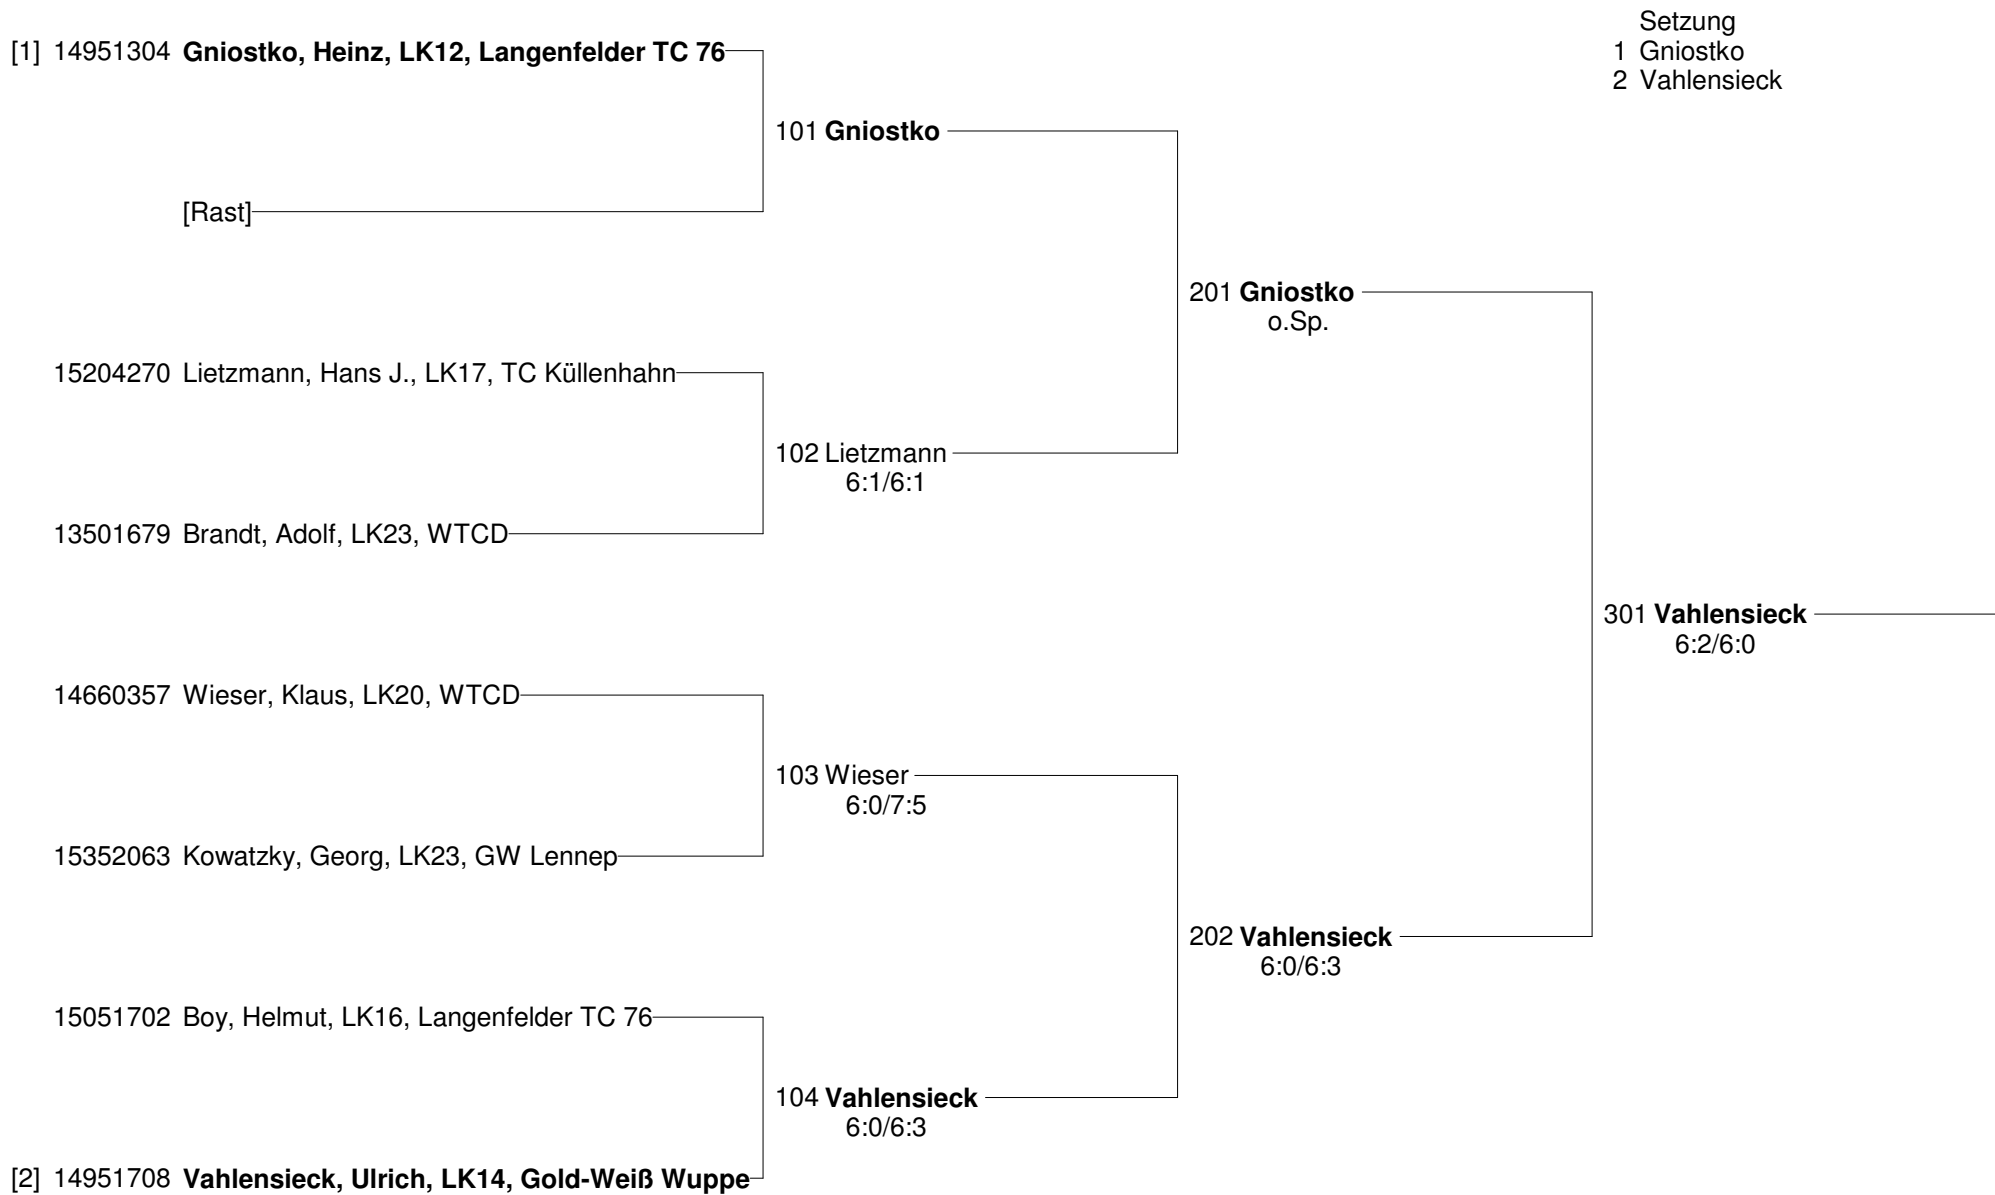 Setzung
1 Gniostko
2 Vahlensieck
[1] 14951304 Gniostko, Heinz, LK12, Langenfelder TC 76
101 Gniostko
[Rast]
201 Gniostko
o.Sp.
15204270 Lietzmann, Hans J., LK17, TC Küllenhahn
102 Lietzmann
6:1/6:1
13501679 Brandt, Adolf, LK23, WTCD
301 Vahlensieck
6:2/6:0
14660357 Wieser, Klaus, LK20, WTCD
103 Wieser
6:0/7:5
15352063 Kowatzky, Georg, LK23, GW Lennep
202 Vahlensieck
6:0/6:3
15051702 Boy, Helmut, LK16, Langenfelder TC 76
104 Vahlensieck
6:0/6:3
[2] 14951708 Vahlensieck, Ulrich, LK14, Gold-Weiß Wuppe